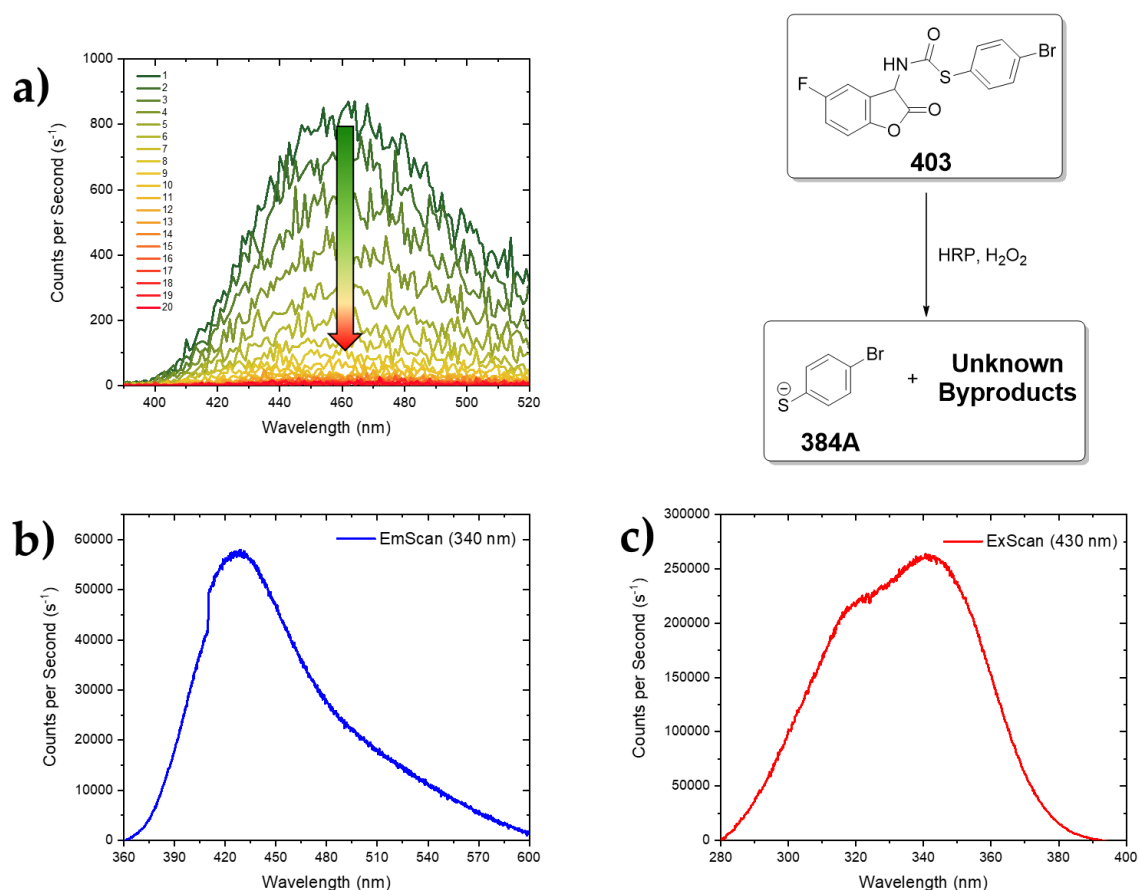 a)
1000
800
600
400
200
0
Counts per Second (s⁻¹)
1
2
3
4
5
6
7
8
9
10
11
12
13
14
15
16
17
18
19
20
400 420 440 460 480 500 520
Wavelength (nm)
O
HN
S
Br
F
O
O
403
HRP, H₂O₂
Br
⊖
S
384A
+
Unknown
Byproducts
b)
EmScan (340 nm)
60000
50000
40000
30000
20000
10000
0
Counts per Second (s⁻¹)
360 390 420 450 480 510 540 570 600
Wavelength (nm)
c)
ExScan (430 nm)
300000
250000
200000
150000
100000
50000
0
Counts per Second (s⁻¹)
280 300 320 340 360 380 400
Wavelength (nm)